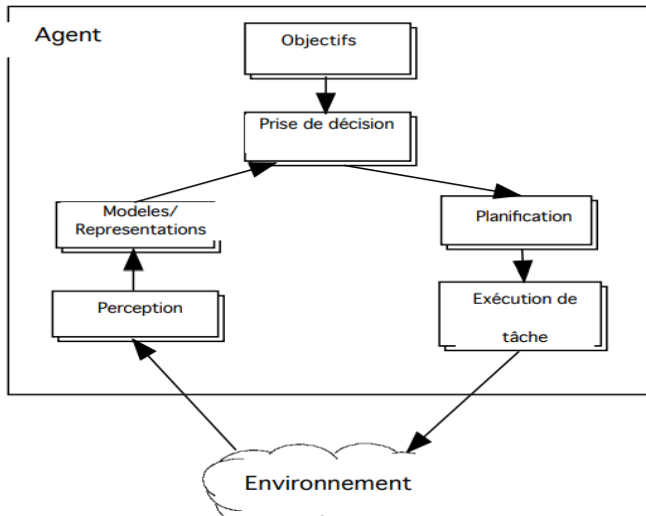 Agent
Objectifs
Prise de décision
Modeles/
Representations
Planification
Perception
Exécution de
tâche
Environnement